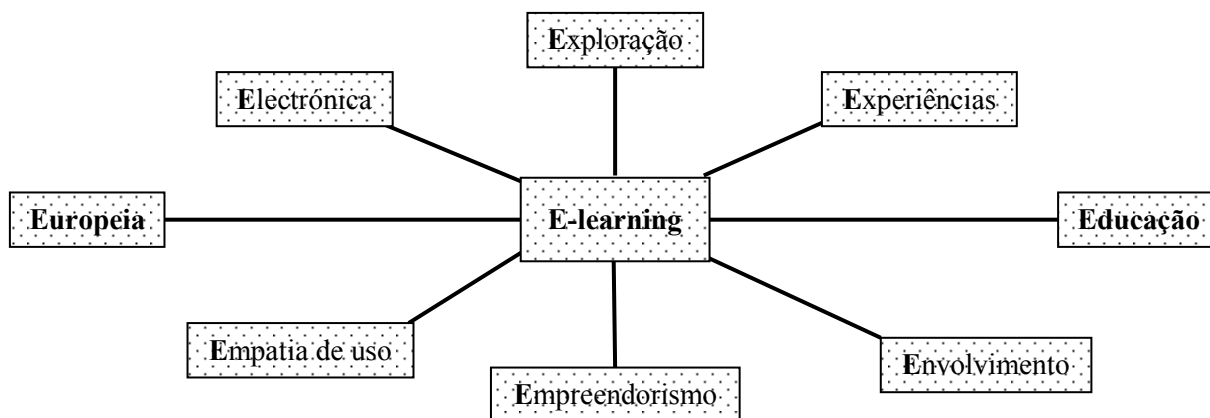 Exploração
Electrónica
Experiências
Europeia
E-learning
Educação
Empatia de uso
Envolvimento
Empreendorismo